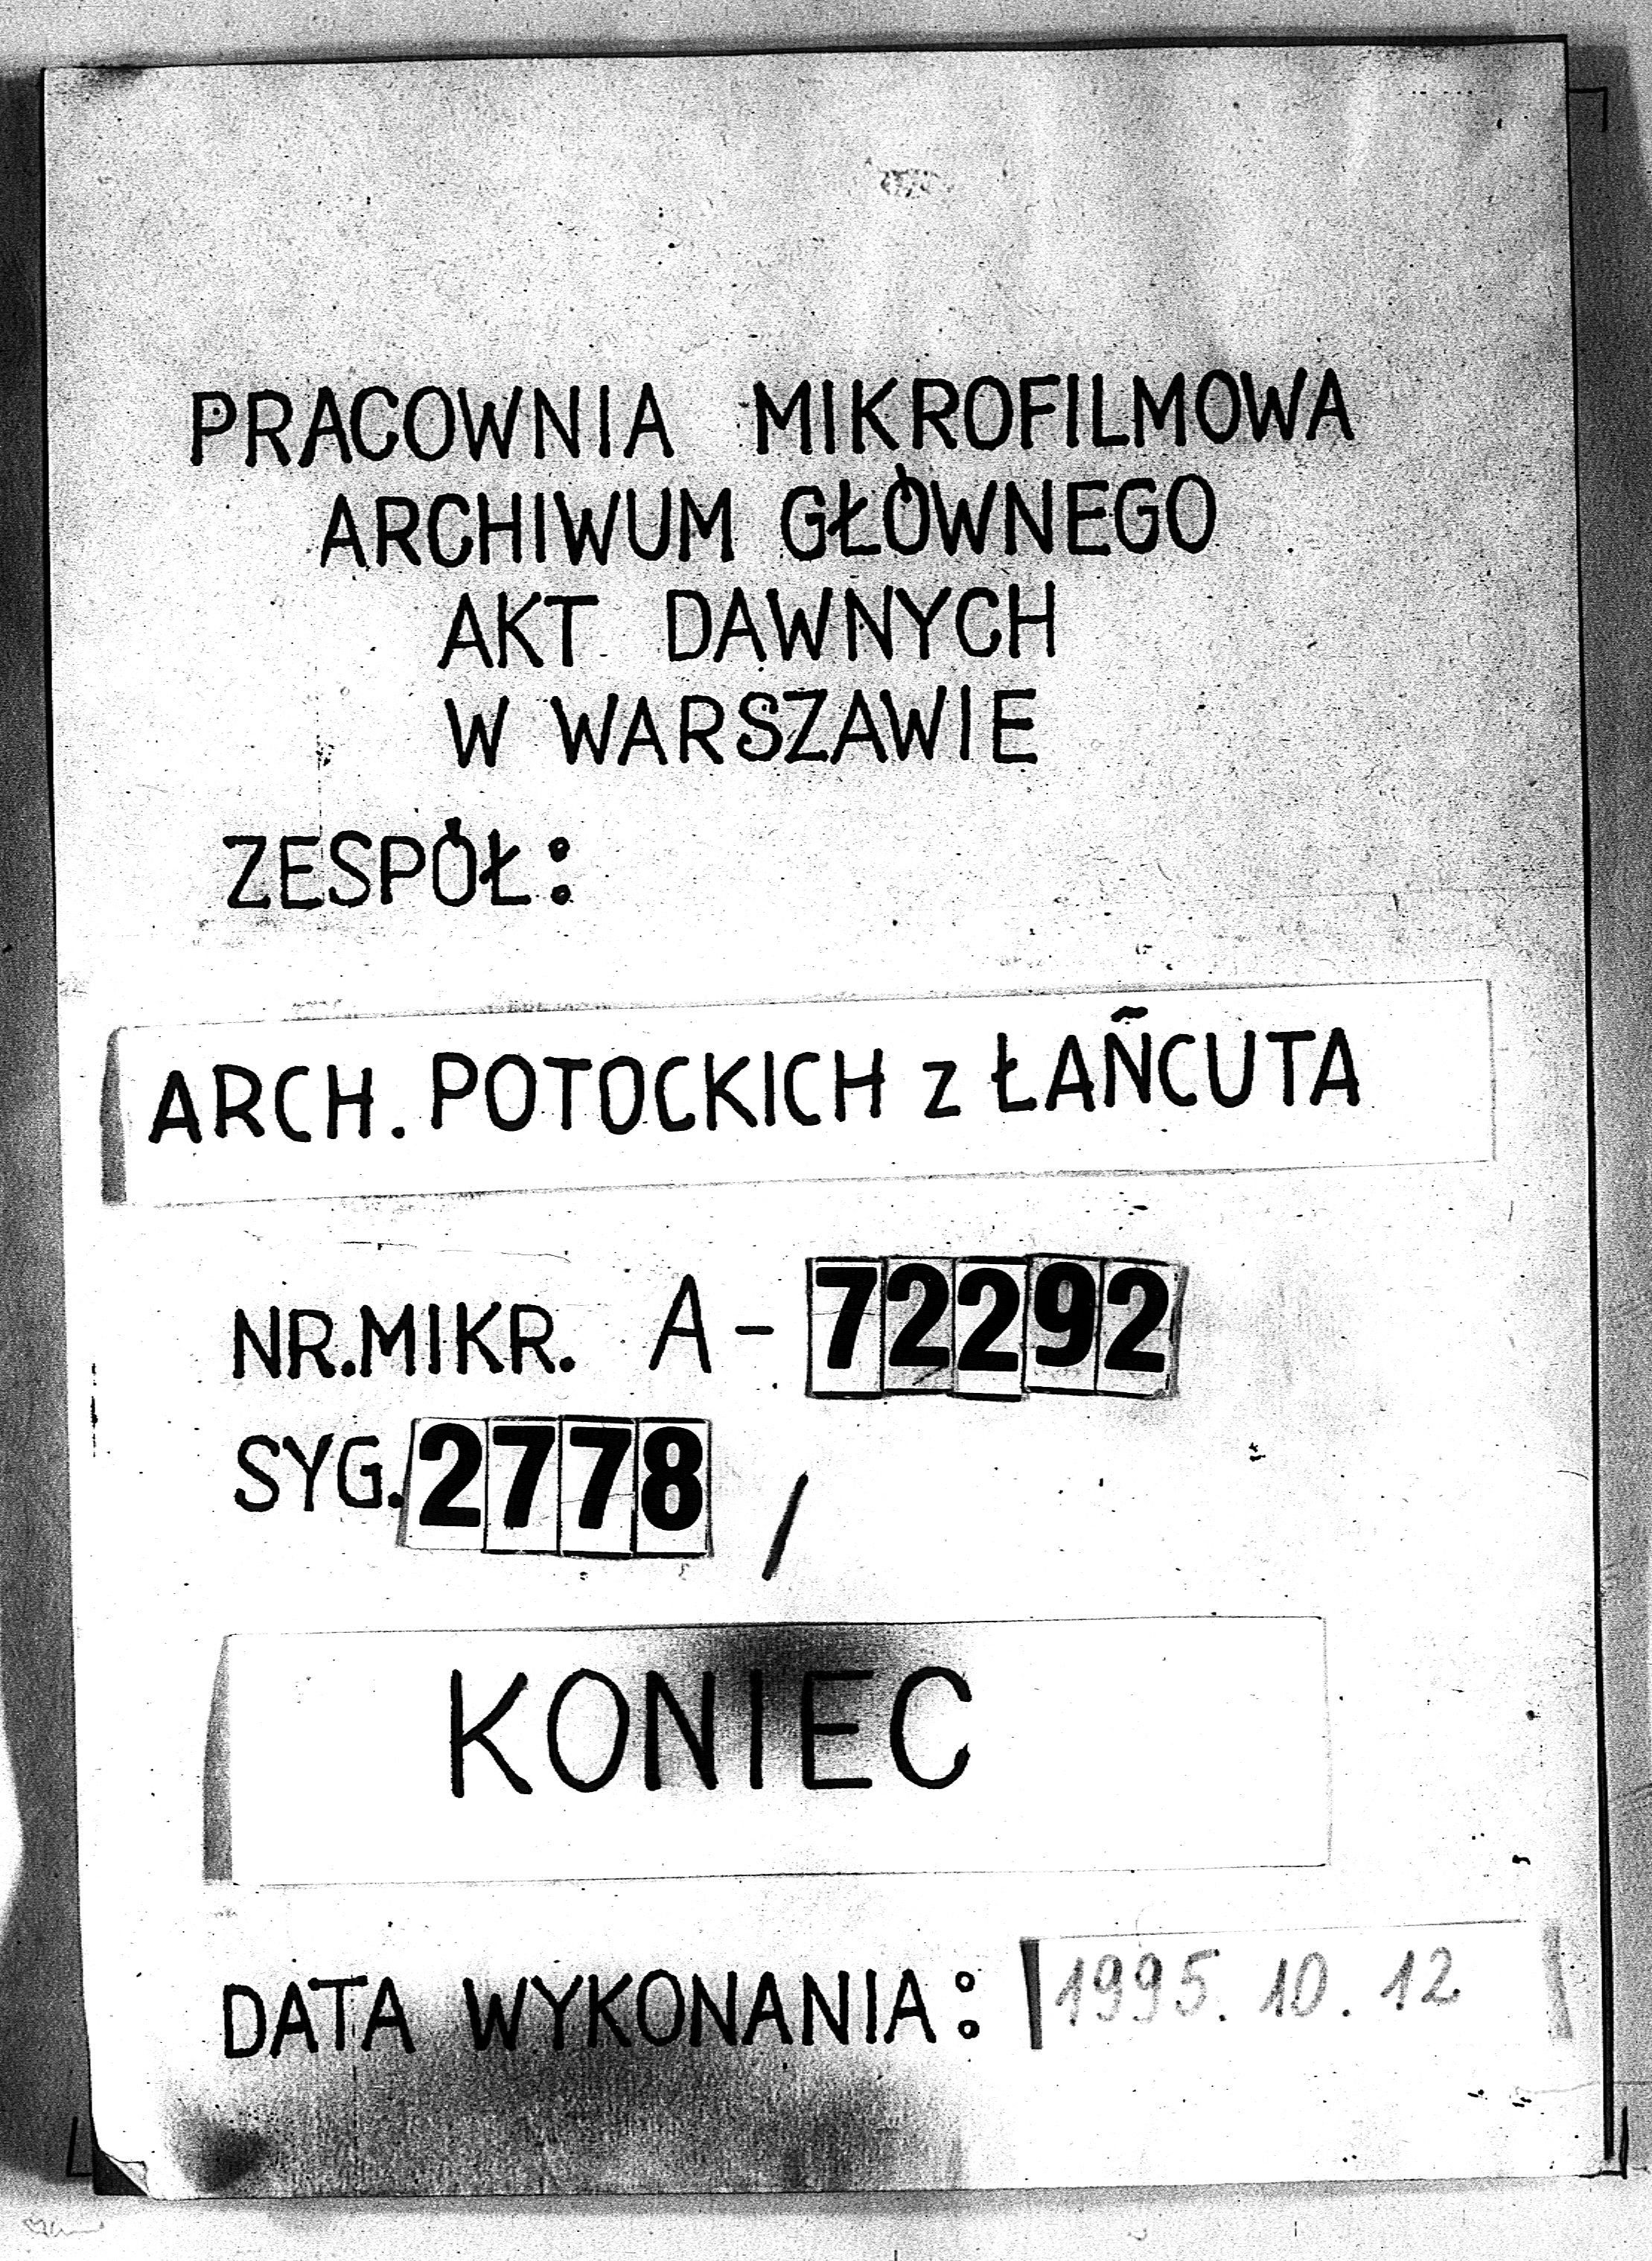 PRACOWNIA MIKROFILMOWA
ARCHIWUM GŁÓWNEGO
AKT DAWNYCH
W WARSZAWIE
ZESPÓŁ:
ARCH. POTOCKICH z ŁAŃCUTA
NR.MIKR. A-72292
SYG. 2778 /
KONIEC
DATA WYKONANIA: 1995.10.12